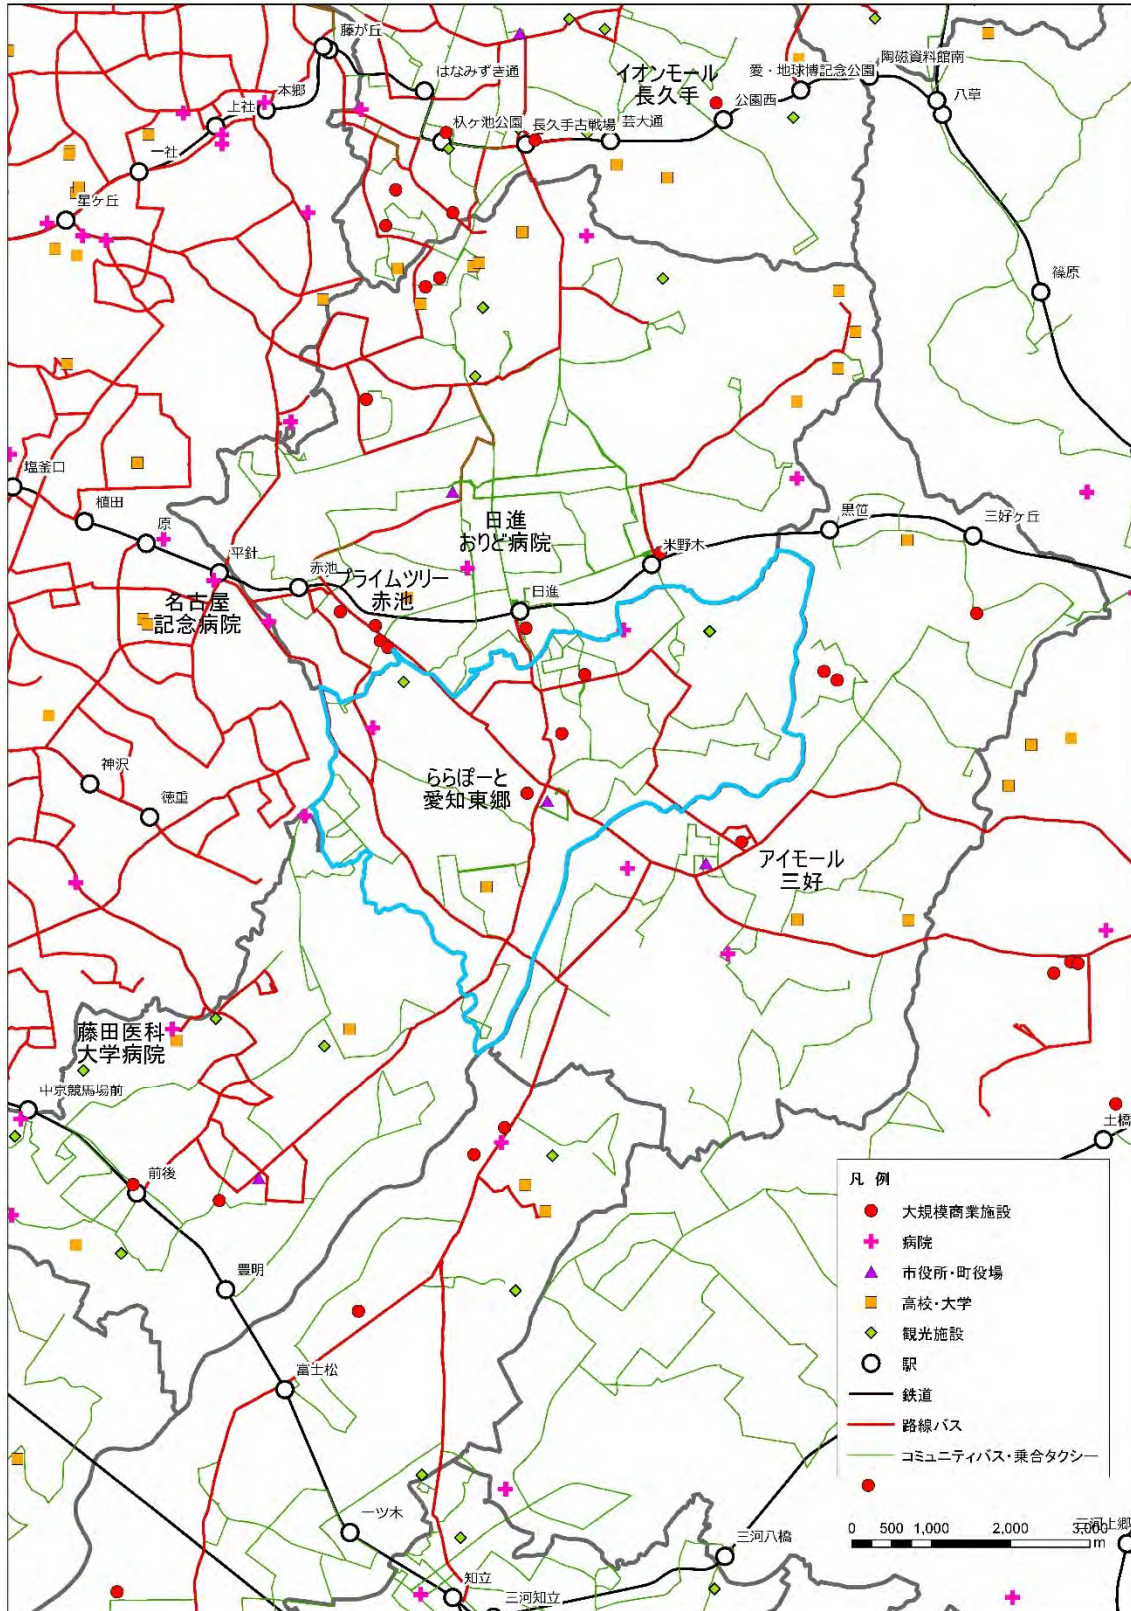 藤が丘
はなみずき通
本郷
上社
一社
星ヶ丘
杁ヶ池公園
長久手古戦場
芸大通
イオンモール
長久手
公園西
愛・地球博記念公園
陶磁資料館南
八草
篠原
塩釜口
植田
原
平針
赤池
プライムツリー
赤池
名古屋
記念病院
日進
おりど病院
日進
米野木
黒笹
三好ヶ丘
神沢
徳重
ららぽーと
愛知東郷
アイモール
三好
藤田医科
大学病院
中京競馬場前
前後
豊明
富士松
一ツ木
知立
三河知立
三河八橋
土橋
三河上郷
凡 例
大規模商業施設
病院
市役所・町役場
高校・大学
観光施設
駅
鉄道
路線バス
コミュニティバス・乗合タクシー
0 500 1,000 2,000 3,000
m